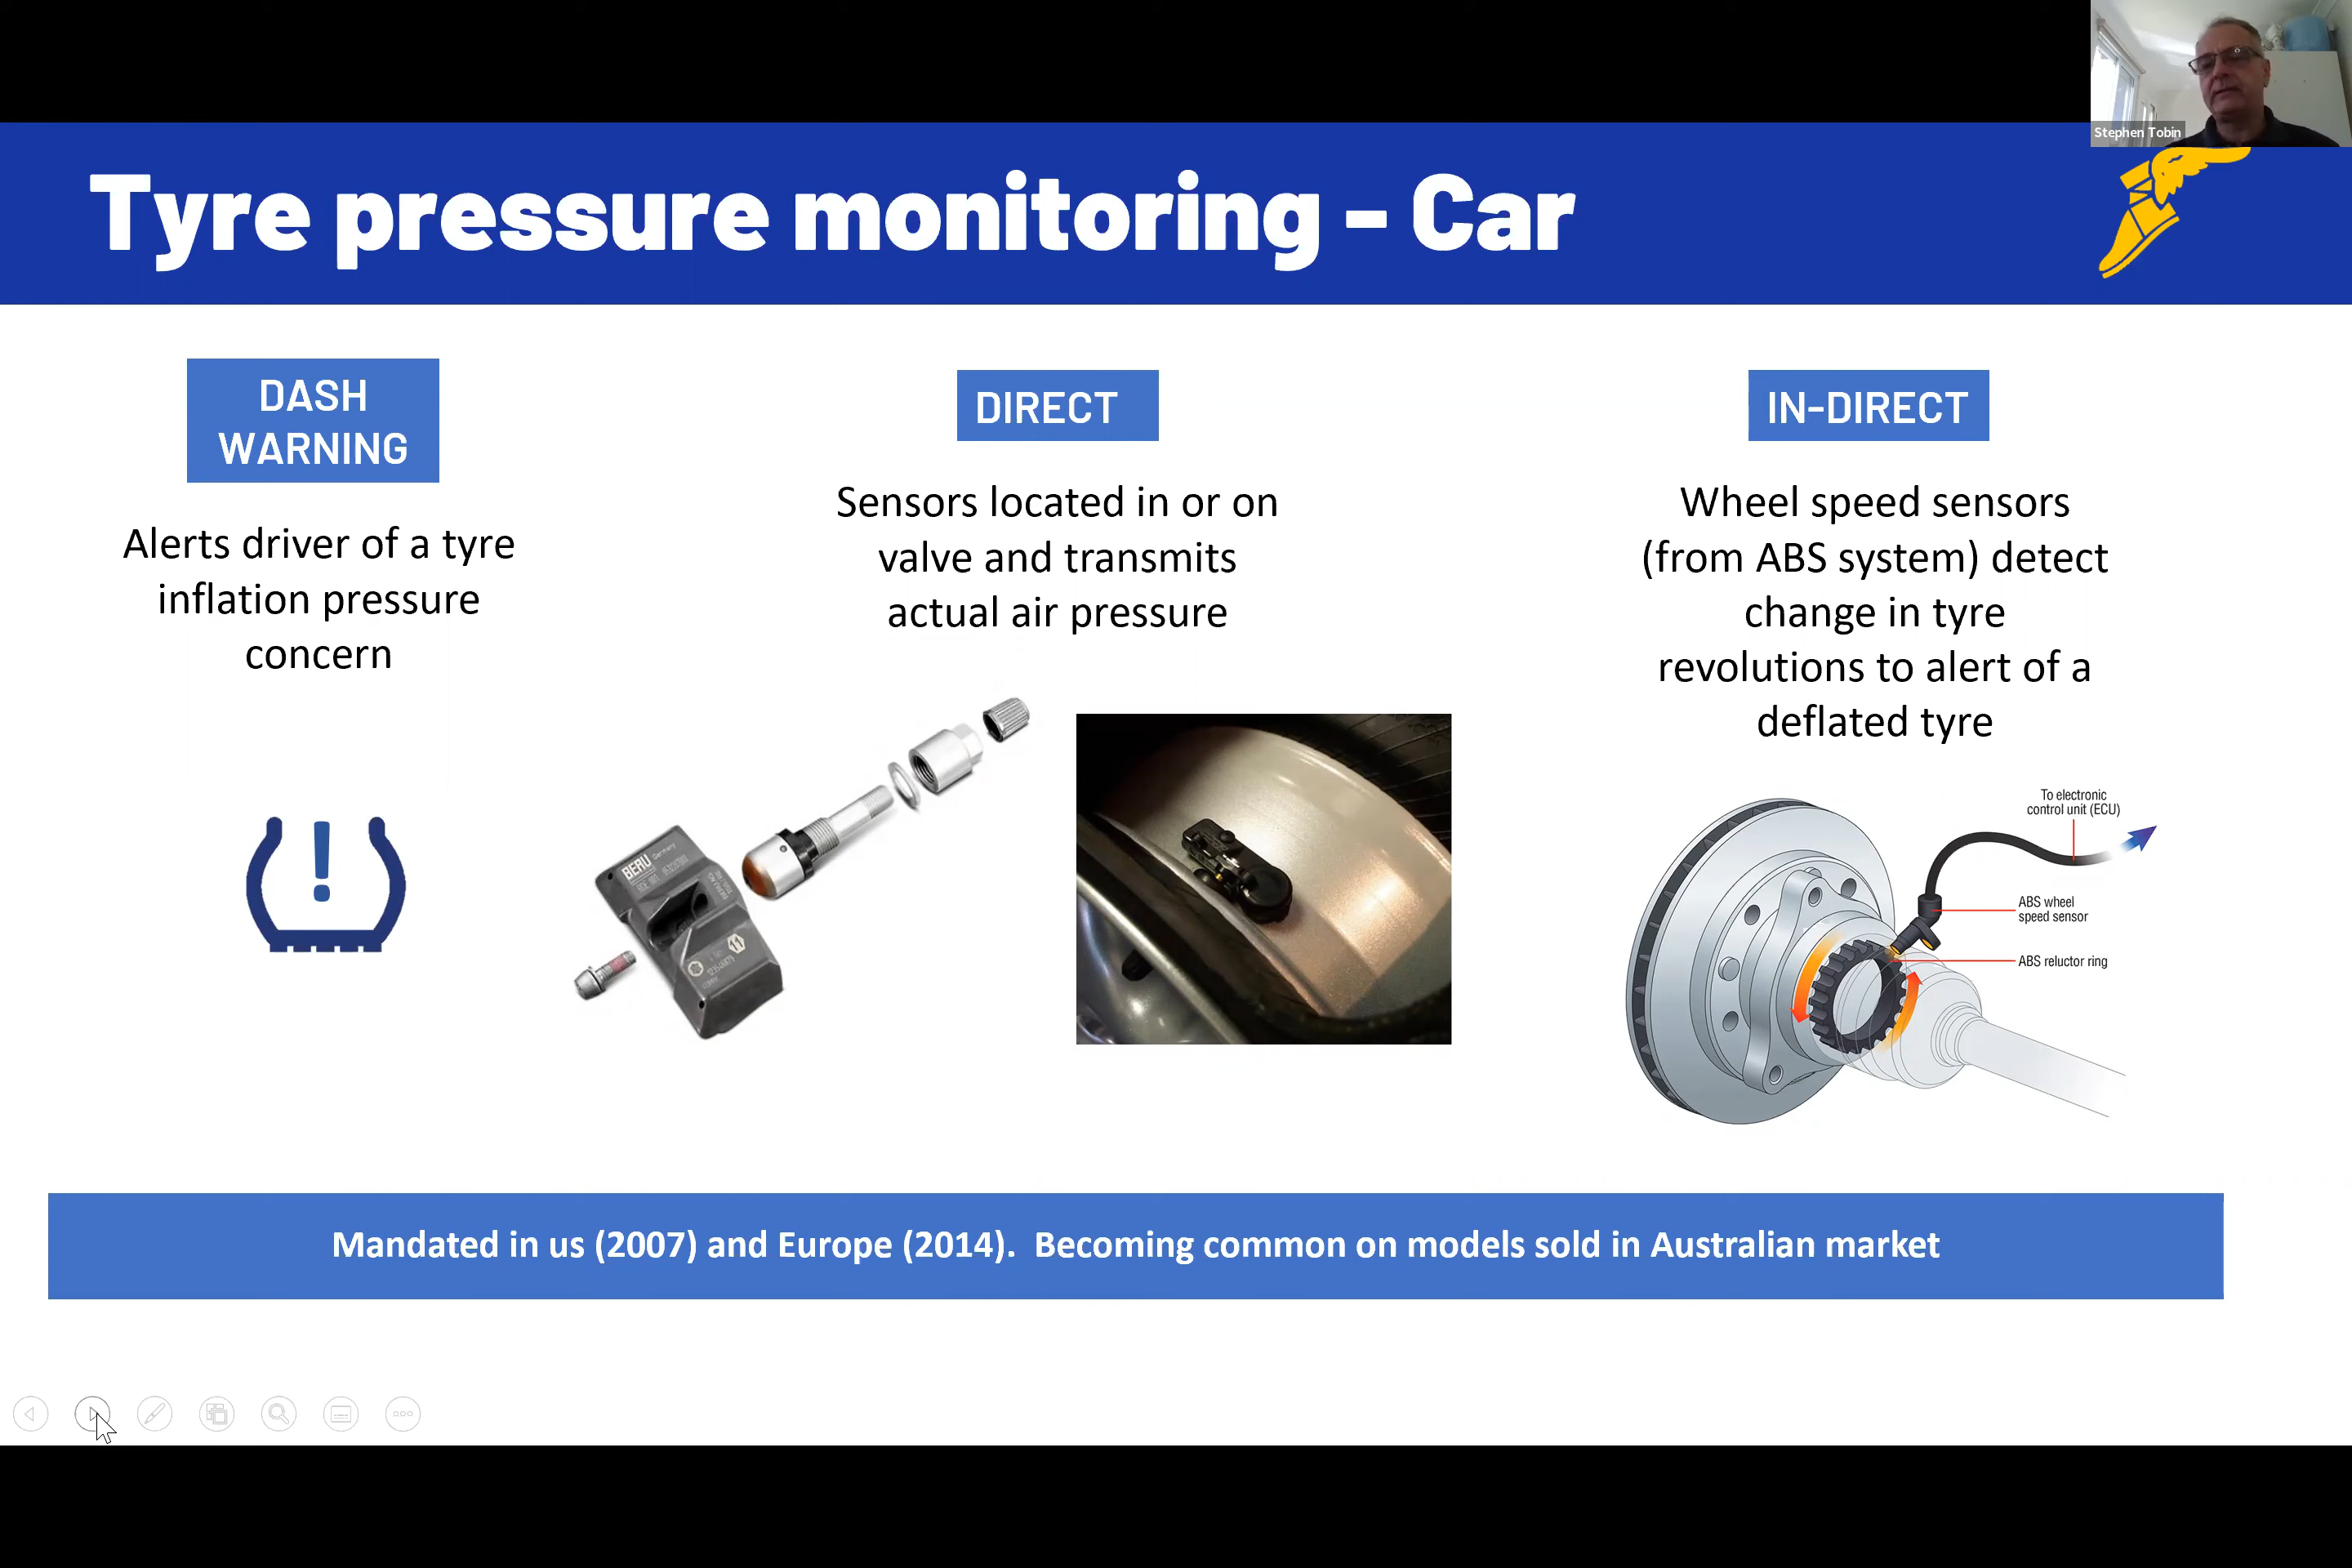 Stephen Tobin
Tyre pressure monitoring - Car
DASH
WARNING
Alerts driver of a tyre
inflation pressure
concern
DIRECT
Sensors located in or on
valve and transmits
actual air pressure
BERU Germany
IN-DIRECT
Wheel speed sensors
(from ABS system) detect
change in tyre
revolutions to alert of a
deflated tyre
To electronic
control unit (ECU)
ABS wheel
speed sensor
ABS reluctor ring
Mandated in us (2007) and Europe (2014).  Becoming common on models sold in Australian market